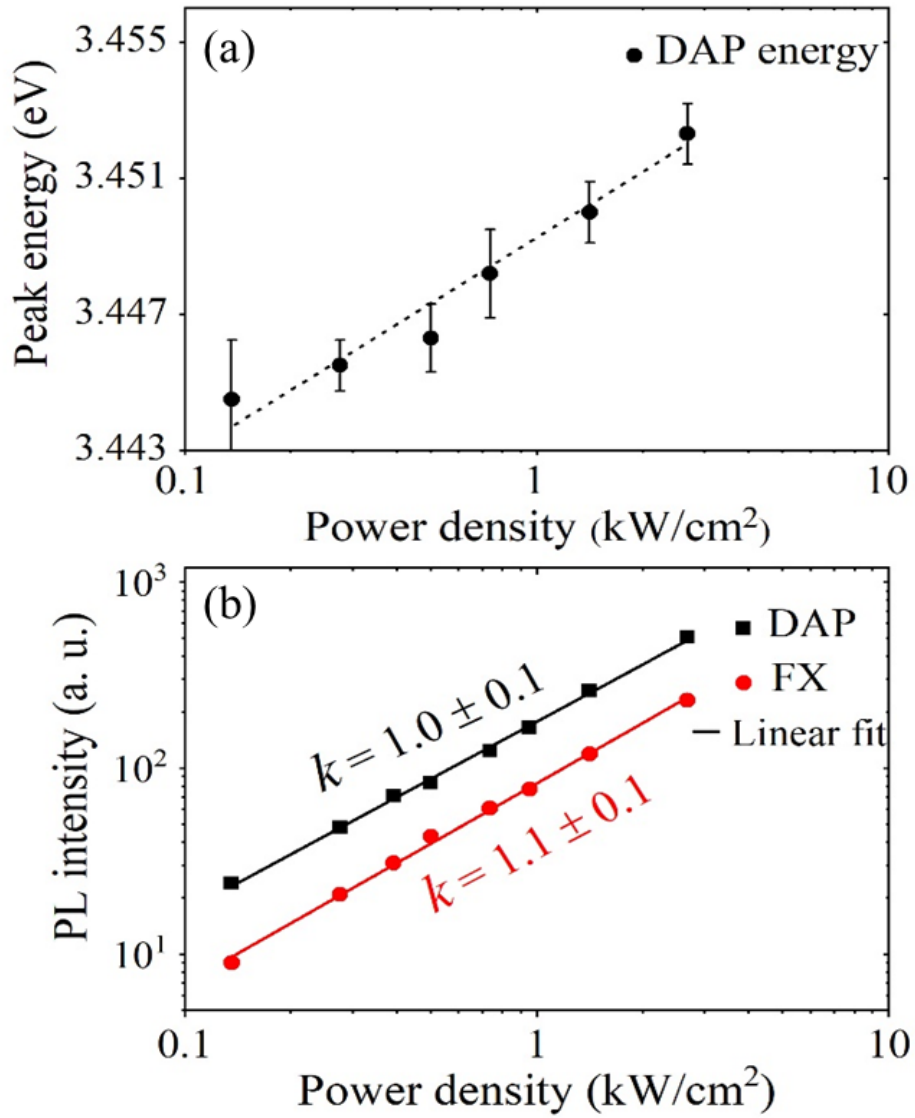 (a)
DAP energy
3.455
3.451
3.447
3.443
Peak energy (eV)
0.1 1 10
Power density (kW/cm²)
(b)
DAP
FX
Linear fit
k = 1.0 ± 0.1
k = 1.1 ± 0.1
10³
10²
10¹
PL intensity (a. u.)
0.1 1 10
Power density (kW/cm²)